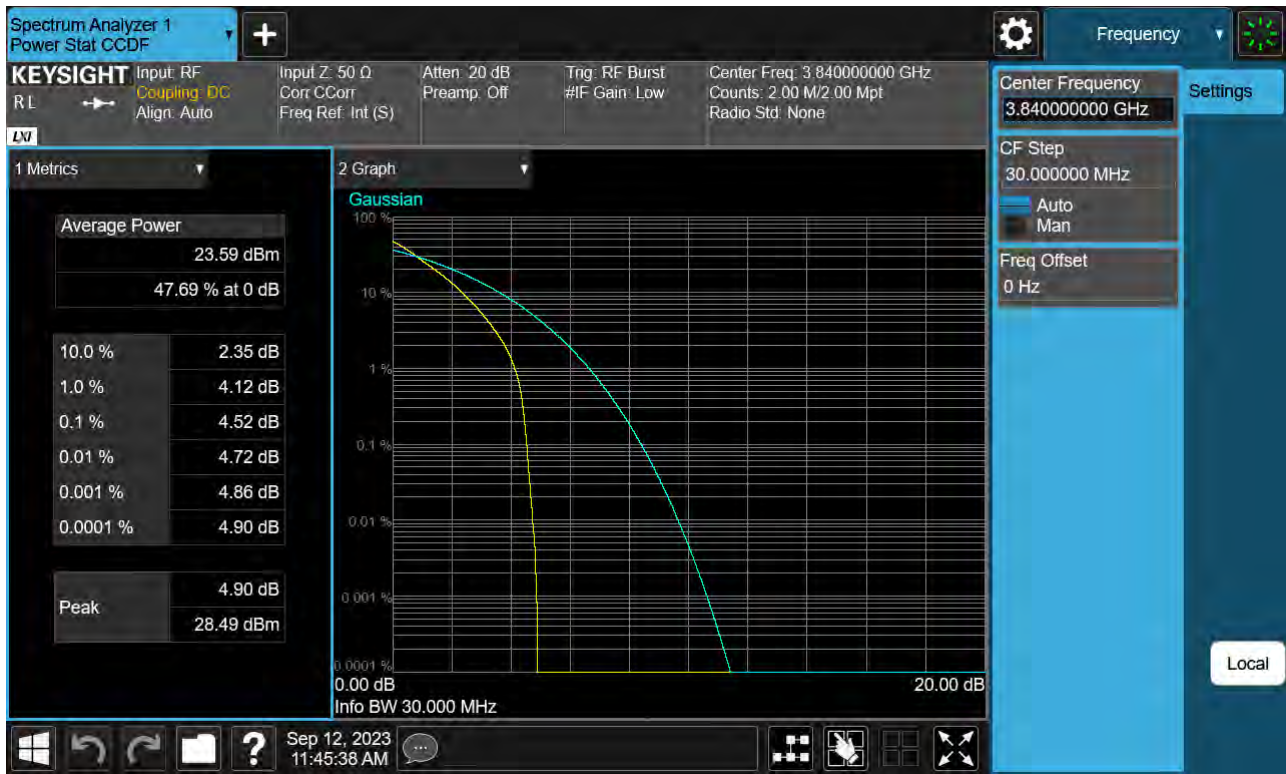 Spectrum Analyzer 1
Power Stat CCDF
+
Frequency
KEYSIGHT
RL
LXI
Input: RF
Coupling: DC
Align: Auto
Input Z: 50 Ω
Corr CCorr
Freq Ref: Int (S)
Atten: 20 dB
Preamp: Off
Trig: RF Burst
#IF Gain: Low
Center Freq: 3.840000000 GHz
Counts: 2.00 M/2.00 Mpt
Radio Std: None
Center Frequency
3.840000000 GHz
Settings
CF Step
30.000000 MHz
Auto
Man
Freq Offset
0 Hz
1 Metrics
Average Power
23.59 dBm
47.69 % at 0 dB
10.0 % 2.35 dB
1.0 % 4.12 dB
0.1 % 4.52 dB
0.01 % 4.72 dB
0.001 % 4.86 dB
0.0001 % 4.90 dB
Peak 4.90 dB
28.49 dBm
2 Graph
Gaussian
100 %
10 %
1 %
0.1 %
0.01 %
0.001 %
0.0001 %
0.00 dB 20.00 dB
Info BW 30.000 MHz
Local
?
Sep 12, 2023
11:45:38 AM